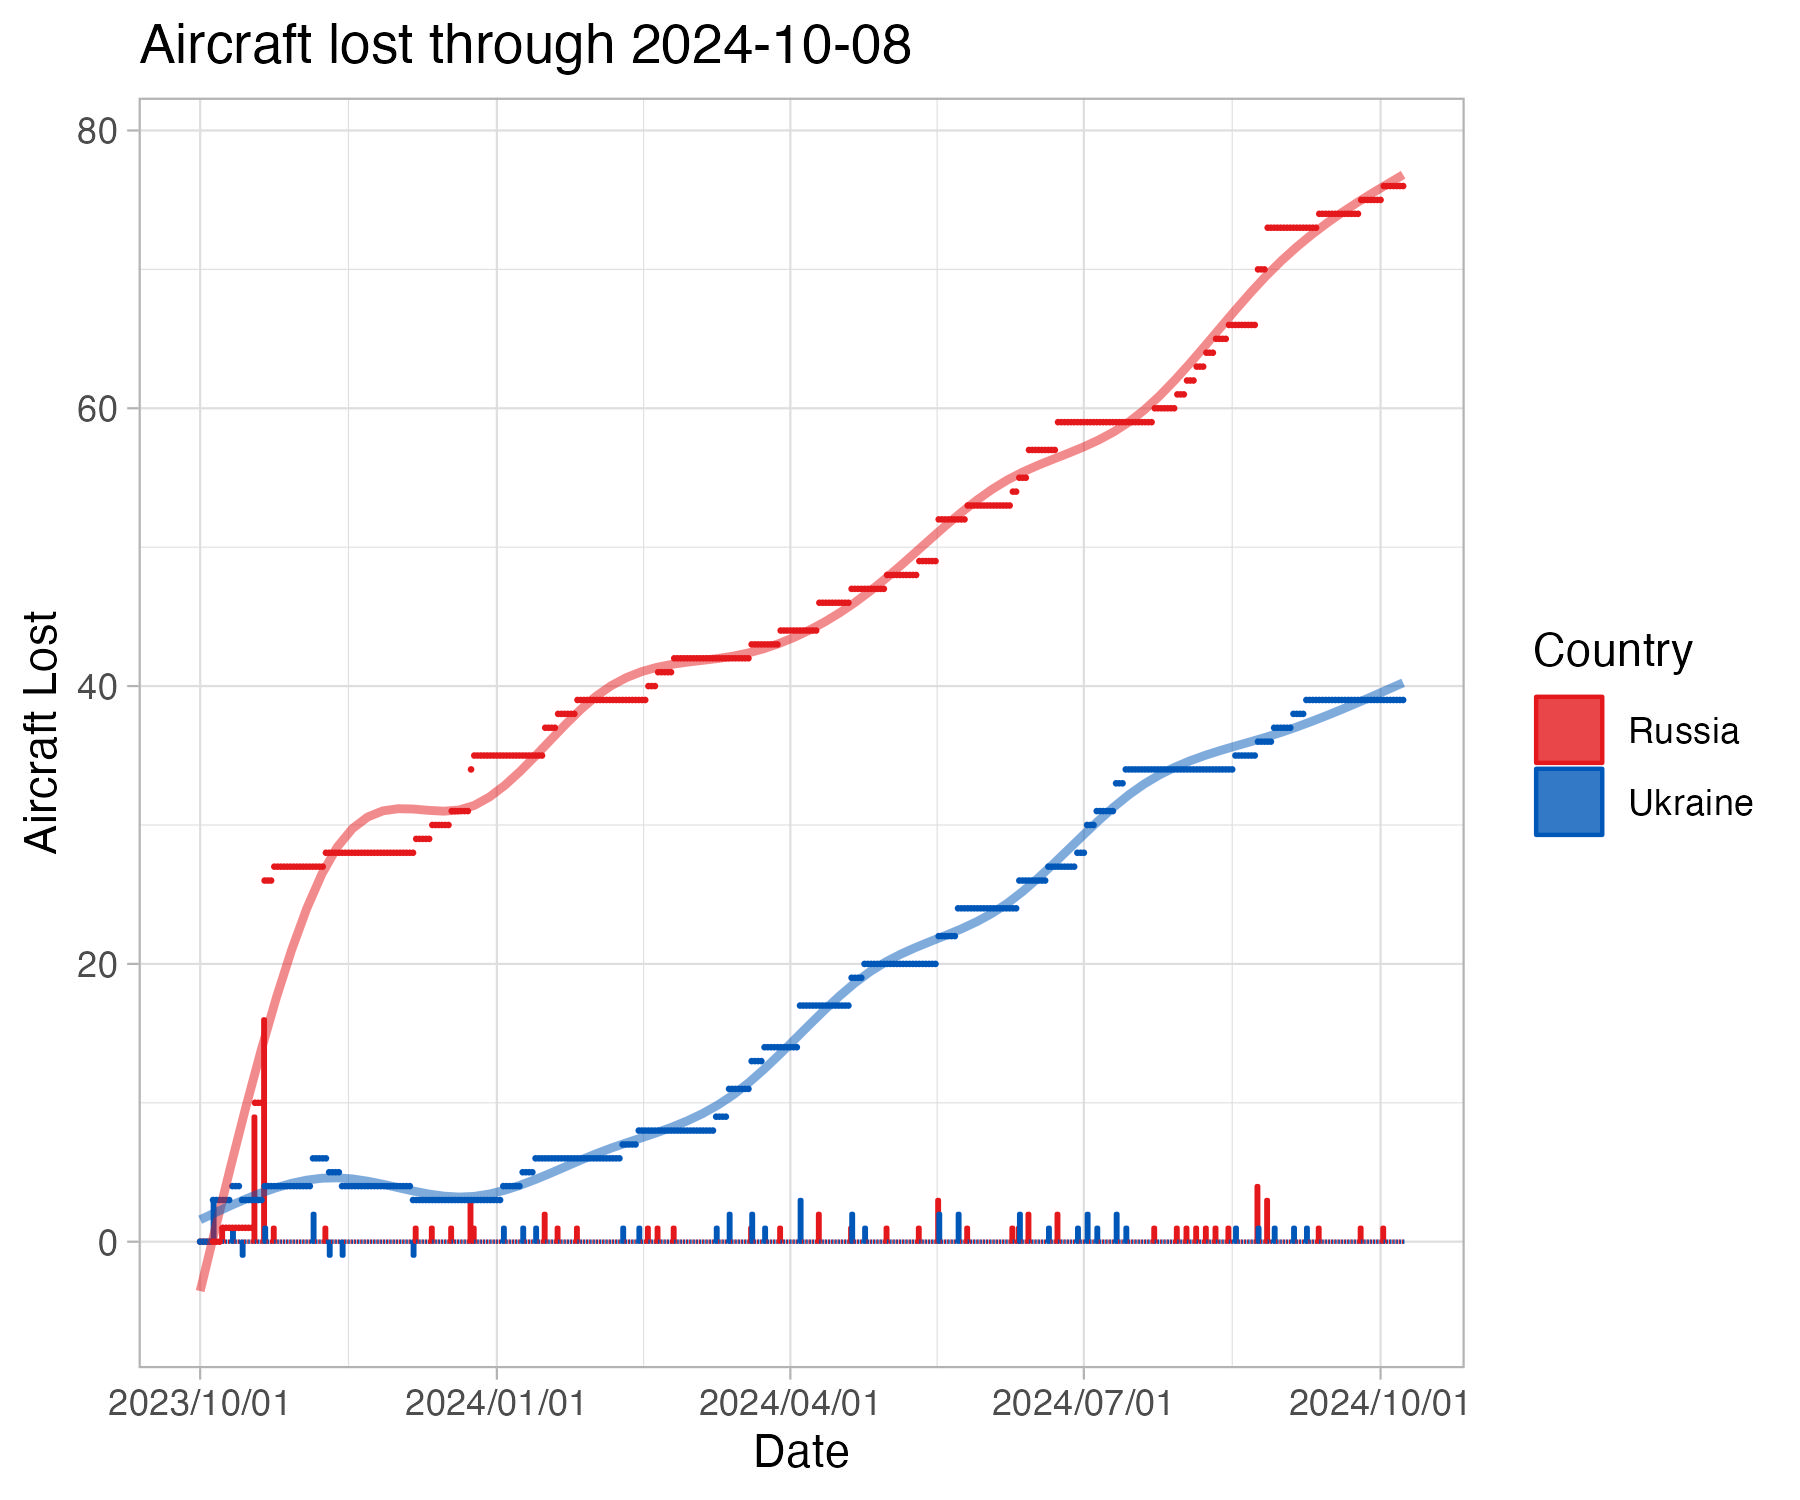 Aircraft lost through 2024-10-08
80
60
40
20
0
Aircraft Lost
2023/10/01
2024/01/01
2024/04/01
2024/07/01
2024/10/01
Date
Country
Russia
Ukraine